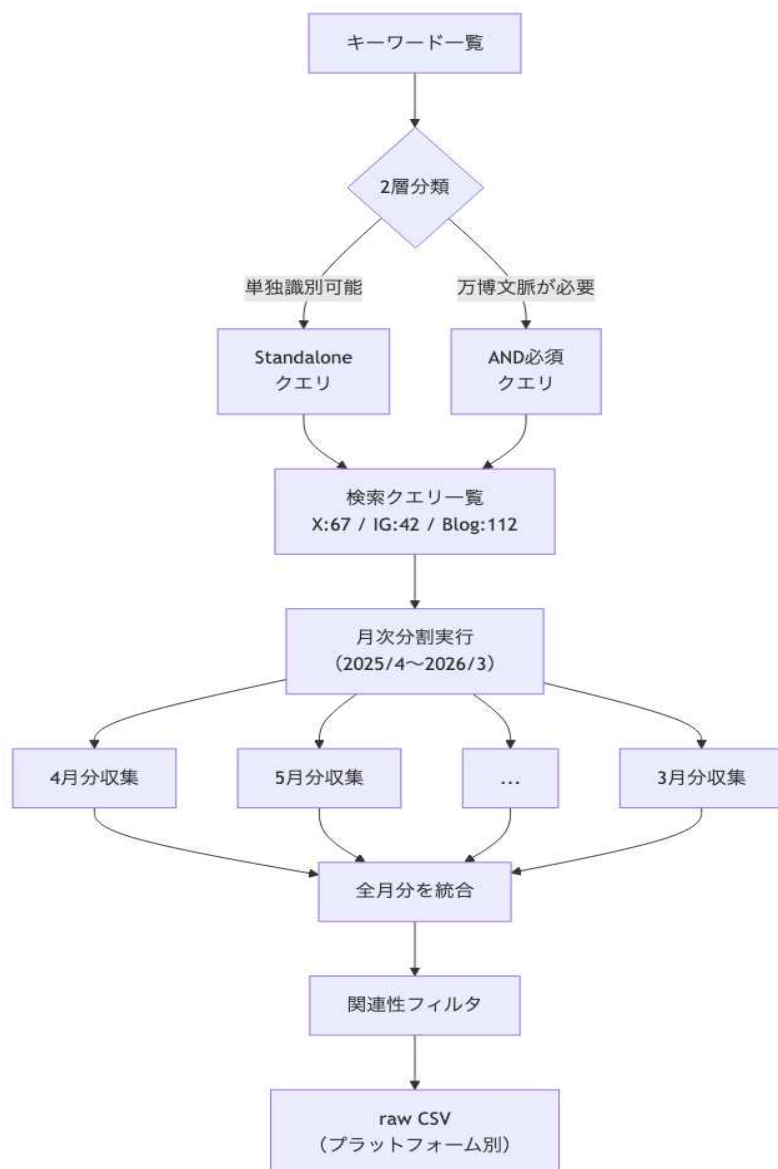 キーワード一覧
2層分類
単独識別可能
万博文脈が必要
Standalone
クエリ
AND必須
クエリ
検索クエリ一覧
X:67 / IG:42 / Blog:112
月次分割実行
（2025/4〜2026/3）
4月分収集
5月分収集
...
3月分収集
全月分を統合
関連性フィルタ
raw CSV
（プラットフォーム別）